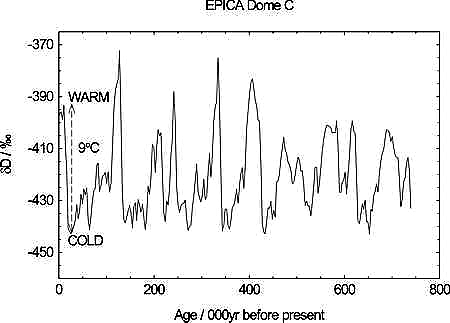 EPICA Dome C
-370
-390
-410
-430
-450
δD / ‰
WARM
9°C
COLD
0
200
400
600
800
Age / 000yr before present